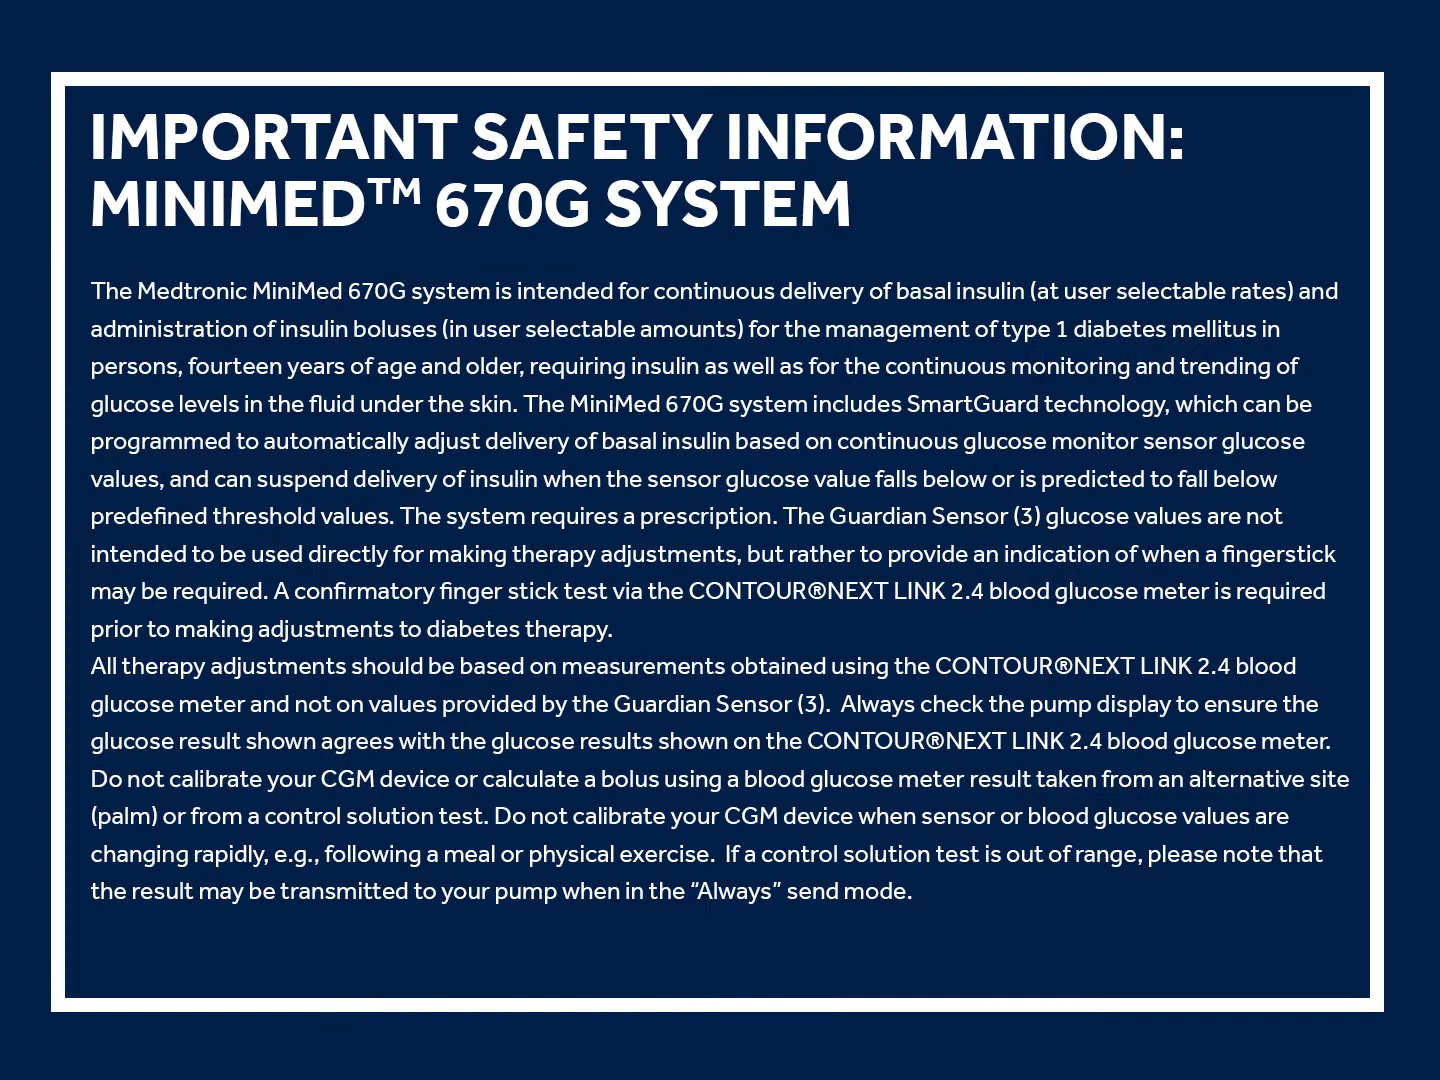 IMPORTANT SAFETY INFORMATION:
MINIMED™ 670G SYSTEM
The Medtronic MiniMed 670G system is intended for continuous delivery of basal insulin (at user selectable rates) and
administration of insulin boluses (in user selectable amounts) for the management of type 1 diabetes mellitus in
persons, fourteen years of age and older, requiring insulin as well as for the continuous monitoring and trending of
glucose levels in the fluid under the skin. The MiniMed 670G system includes SmartGuard technology, which can be
programmed to automatically adjust delivery of basal insulin based on continuous glucose monitor sensor glucose
values, and can suspend delivery of insulin when the sensor glucose value falls below or is predicted to fall below
predefined threshold values. The system requires a prescription. The Guardian Sensor (3) glucose values are not
intended to be used directly for making therapy adjustments, but rather to provide an indication of when a fingerstick
may be required. A confirmatory finger stick test via the CONTOUR®NEXT LINK 2.4 blood glucose meter is required
prior to making adjustments to diabetes therapy.
All therapy adjustments should be based on measurements obtained using the CONTOUR®NEXT LINK 2.4 blood
glucose meter and not on values provided by the Guardian Sensor (3).  Always check the pump display to ensure the
glucose result shown agrees with the glucose results shown on the CONTOUR®NEXT LINK 2.4 blood glucose meter.
Do not calibrate your CGM device or calculate a bolus using a blood glucose meter result taken from an alternative site
(palm) or from a control solution test. Do not calibrate your CGM device when sensor or blood glucose values are
changing rapidly, e.g., following a meal or physical exercise.  If a control solution test is out of range, please note that
the result may be transmitted to your pump when in the “Always” send mode.